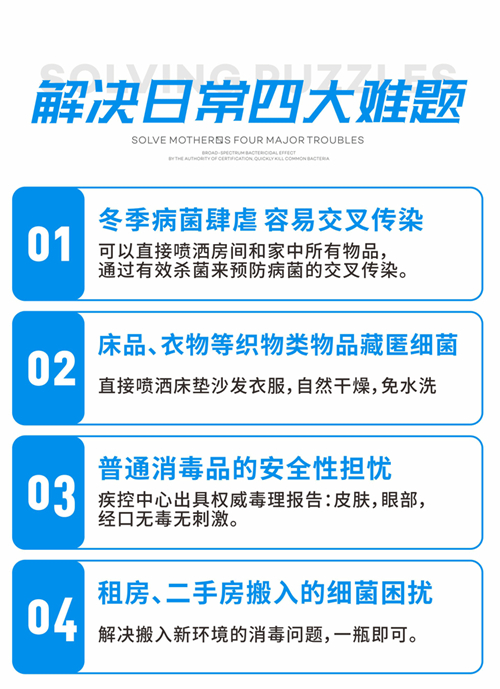 SOLVING PUZZLES
解决日常四大难题
SOLVE MOTHERS FOUR MAJOR TROUBLES
BROAD-SPECTRUM BACTERICIDAL EFFECT
BY THE AUTHORITY OF CERTIFICATION, QUICKLY KILL COMMON BACTERIA
01
冬季病菌肆虐 容易交叉传染
可以直接喷洒房间和家中所有物品，
通过有效杀菌来预防病菌的交叉传染。
02
床品、衣物等织物类物品藏匿细菌
直接喷洒床垫沙发衣服，自然干燥，免水洗
03
普通消毒品的安全性担忧
疾控中心出具权威毒理报告：皮肤，眼部，
经口无毒无刺激。
04
租房、二手房搬入的细菌困扰
解决搬入新环境的消毒问题，一瓶即可。